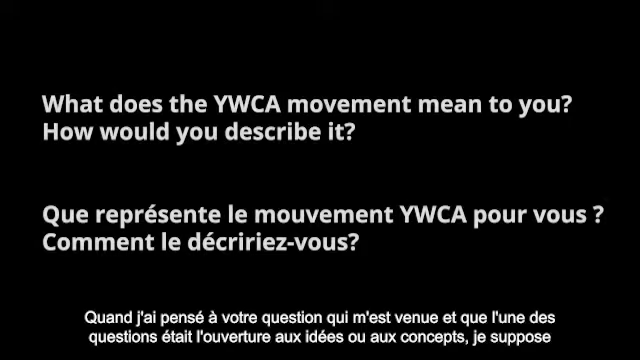 What does the YWCA movement mean to you?
How would you describe it?
Que représente le mouvement YWCA pour vous ?
Comment le décririez-vous?
Quand j'ai pensé à votre question qui m'est venue et que l'une des
questions était l'ouverture aux idées ou aux concepts, je suppose